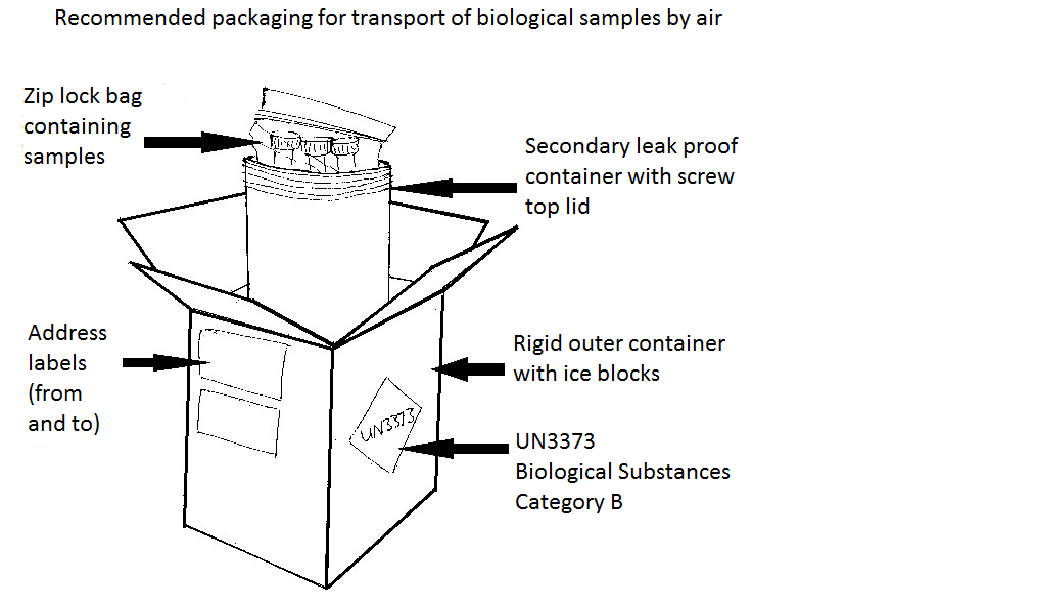 Recommended packaging for transport of biological samples by air
Zip lock bag
containing
samples
Secondary leak proof
container with screw
top lid
Address
labels
(from
and to)
Rigid outer container
with ice blocks
UN3373
UN3373
Biological Substances
Category B